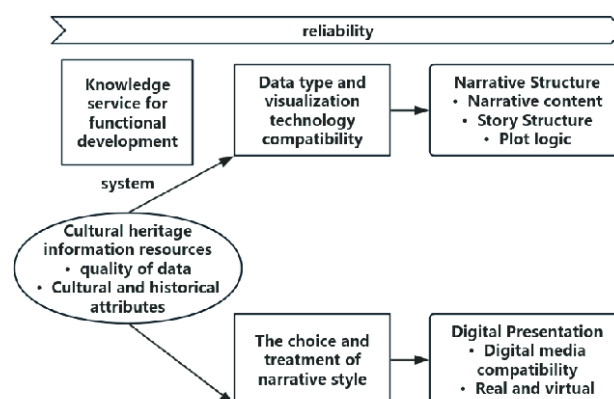 reliability
Knowledge
service for
functional
development
Data type and
visualization
technology
compatibility
Narrative Structure
• Narrative content
• Story Structure
• Plot logic
system
Cultural heritage
information resources
• quality of data
• Cultural and historical
attributes
The choice and
treatment of
narrative style
Digital Presentation
• Digital media
compatibility
• Real and virtual